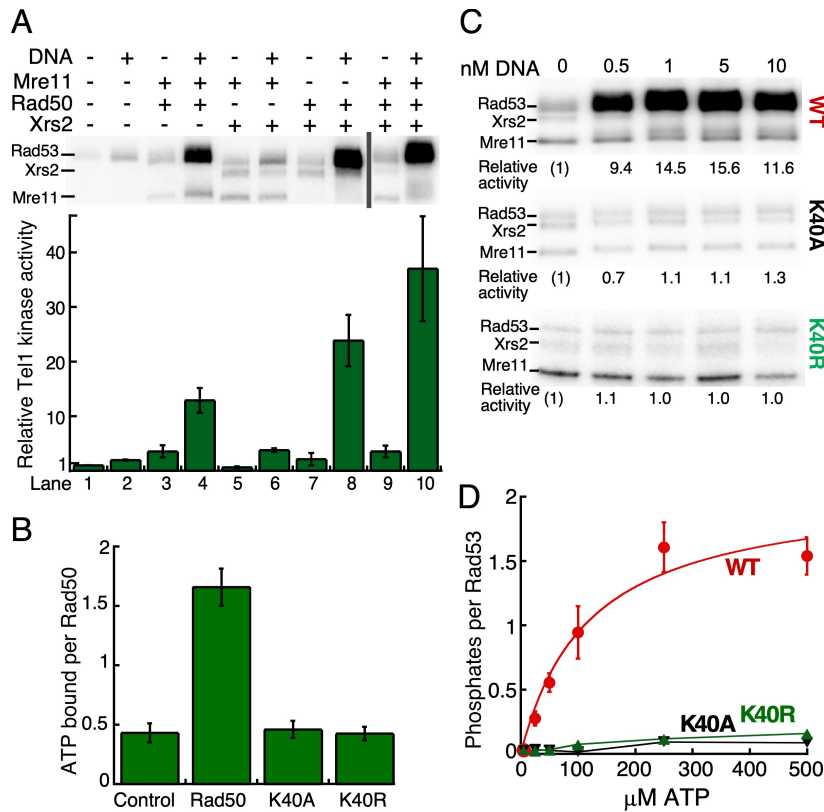 A
DNA - + - + - + - + - +
Mre11 - - + + + + - - + +
Rad50 - - + + - - + + + +
Xrs2 - - - - + + + + + +
Rad53
Xrs2
Mre11
Relative Tel1 kinase activity
40
30
20
10
1
Lane 1 2 3 4 5 6 7 8 9 10
B
ATP bound per Rad50
2
1.5
1
0.5
0
Control Rad50 K40A K40R
C
nM DNA 0 0.5 1 5 10
Rad53
Xrs2
Mre11
WT
Relative activity (1) 9.4 14.5 15.6 11.6
Rad53
Xrs2
Mre11
K40A
Relative activity (1) 0.7 1.1 1.1 1.3
Rad53
Xrs2
Mre11
K40R
Relative activity (1) 1.1 1.0 1.0 1.0
D
Phosphates per Rad53
2
1.5
1
0.5
0
WT
K40A
K40R
0 100 200 300 400 500
µM ATP